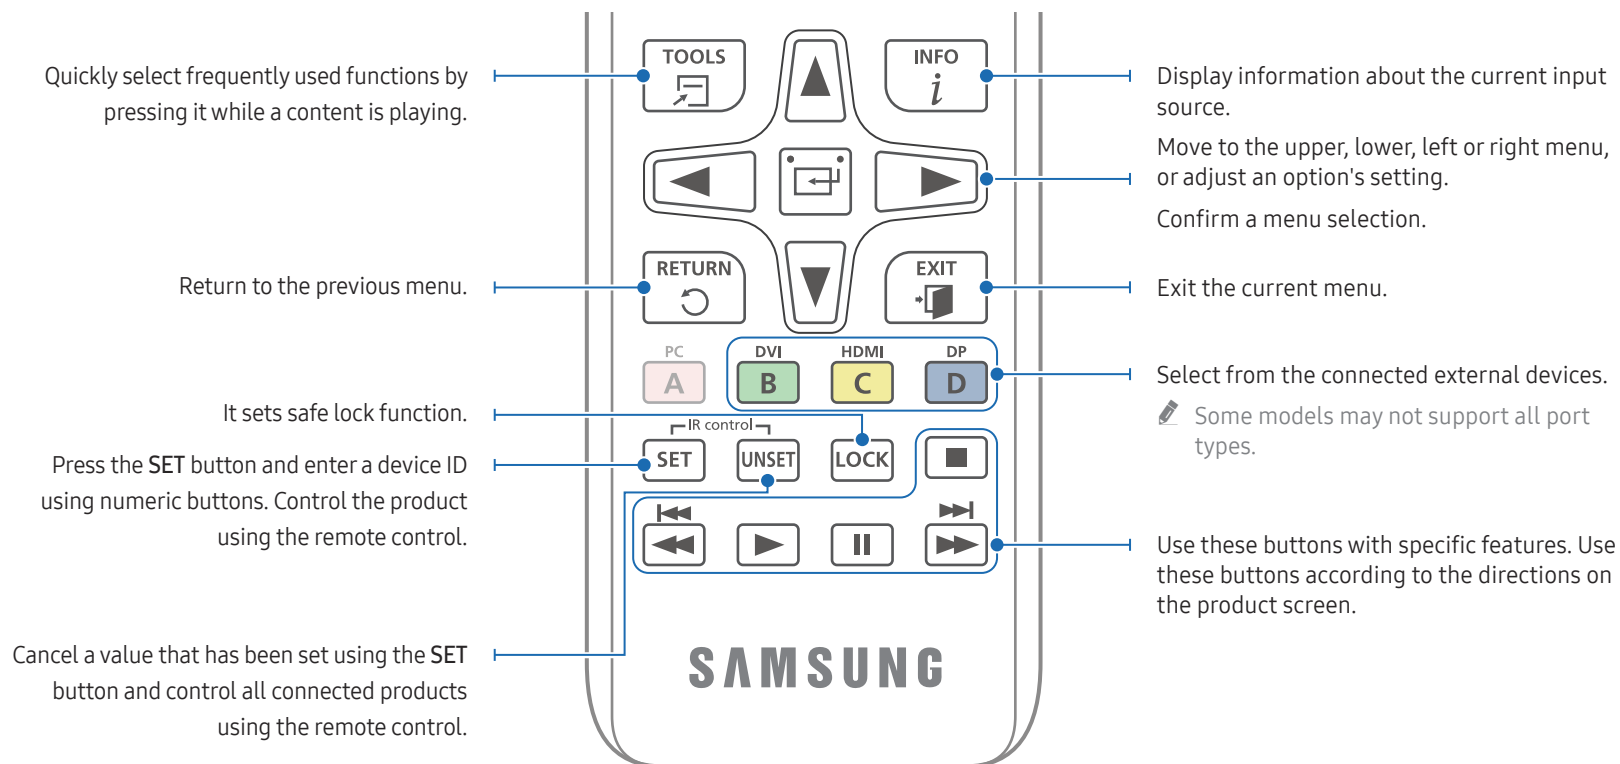 Quickly select frequently used functions by
pressing it while a content is playing.
Return to the previous menu.
It sets safe lock function.
Press the SET button and enter a device ID
using numeric buttons. Control the product
using the remote control.
Cancel a value that has been set using the SET
button and control all connected products
using the remote control.
TOOLS
INFO
i
RETURN
EXIT
PC
DVI
HDMI
DP
A
B
C
D
IR control
SET
UNSET
LOCK
SAMSUNG
Display information about the current input
source.
Move to the upper, lower, left or right menu,
or adjust an option's setting.
Confirm a menu selection.
Exit the current menu.
Select from the connected external devices.
Some models may not support all port
types.
Use these buttons with specific features. Use
these buttons according to the directions on
the product screen.